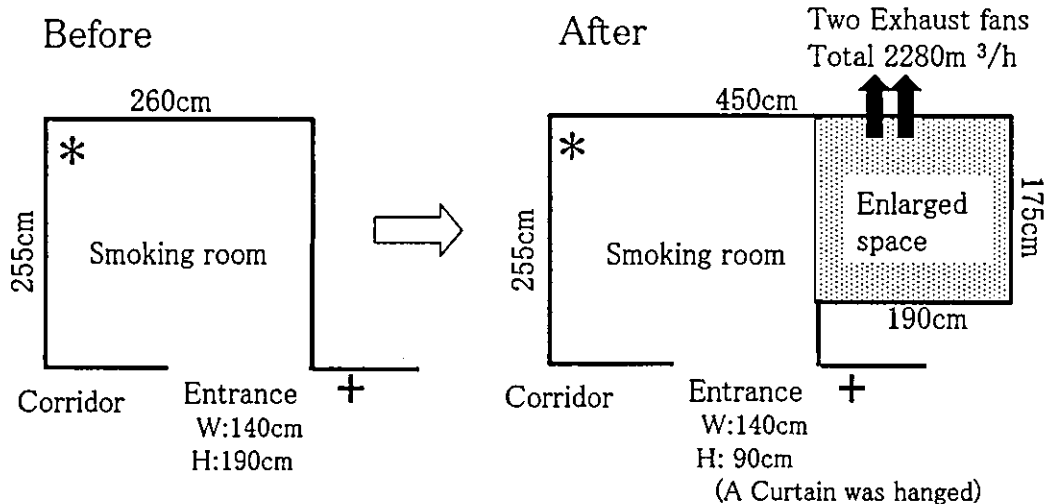 Before
260cm
*
255cm
Smoking room
Corridor
Entrance
+
W:140cm
H:190cm
After
Two Exhaust fans
Total 2280m ³/h
450cm
*
255cm
Smoking room
Enlarged
space
175cm
190cm
Corridor
Entrance
+
W:140cm
H: 90cm
(A Curtain was hanged)